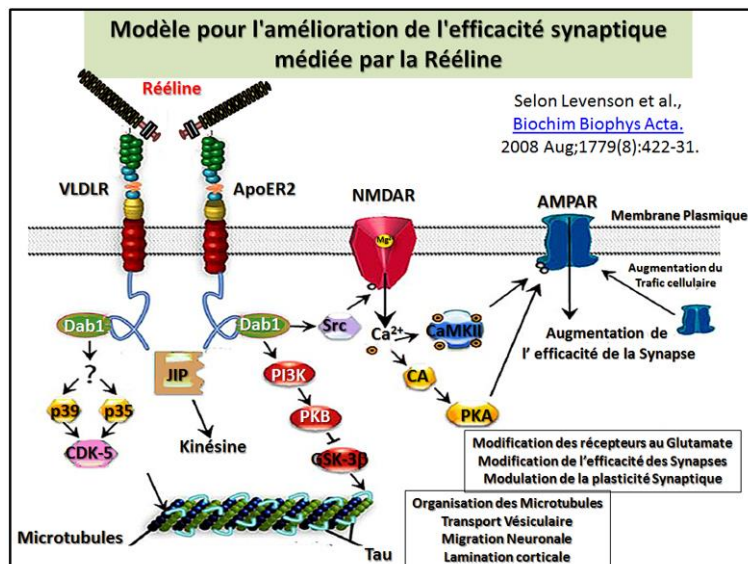 Modèle pour l'amélioration de l'efficacité synaptique
médiée par la Rééline
Rééline
Selon Levenson et al.,
Biochim Biophys Acta.
2008 Aug;1779(8):422-31.
VLDLR
ApoER2
NMDAR
AMPAR
Membrane Plasmique
Mg²
Augmentation du
Trafic cellulaire
Dab1
Dab1
Src
Ca²⁺
CaMKII
Augmentation de
l' efficacité de la Synapse
?
JIP
PI3K
CA
p39
p35
PKB
PKA
Kinésine
CDK-5
GSK-3β
Modification des récepteurs au Glutamate
Modification de l'efficacité des Synapses
Modulation de la plasticité Synaptique
Microtubules
Tau
Organisation des Microtubules
Transport Vésiculaire
Migration Neuronale
Lamination corticale